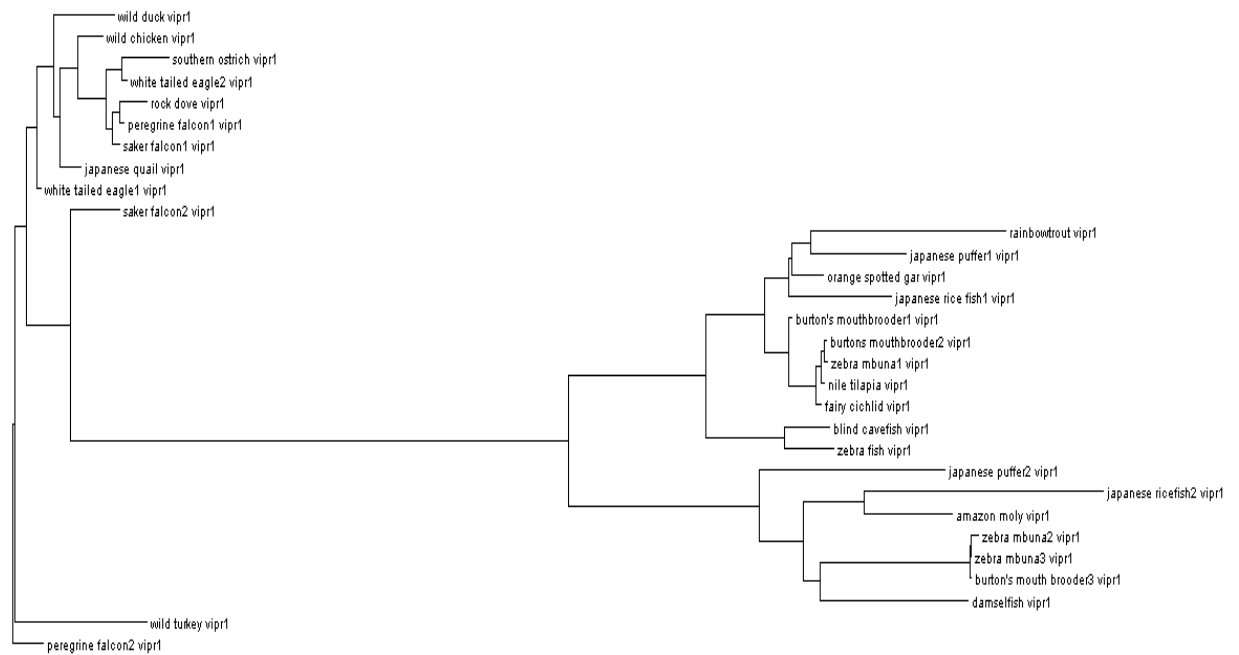 wild duck vipr1
wild chicken vipr1
southern ostrich vipr1
white tailed eagle2 vipr1
rock dove vipr1
peregrine falcon1 vipr1
saker falcon1 vipr1
japanese quail vipr1
white tailed eagle1 vipr1
saker falcon2 vipr1
rainbowtrout vipr1
japanese puffer1 vipr1
orange spotted gar vipr1
japanese rice fish1 vipr1
burton's mouthbrooder1 vipr1
burtons mouthbrooder2 vipr1
zebra mbuna1 vipr1
nile tilapia vipr1
fairy cichlid vipr1
blind cavefish vipr1
zebra fish vipr1
japanese puffer2 vipr1
japanese ricefish2 vipr1
amazon moly vipr1
zebra mbuna2 vipr1
zebra mbuna3 vipr1
burton's mouth brooder3 vipr1
damselfish vipr1
wild turkey vipr1
peregrine falcon2 vipr1